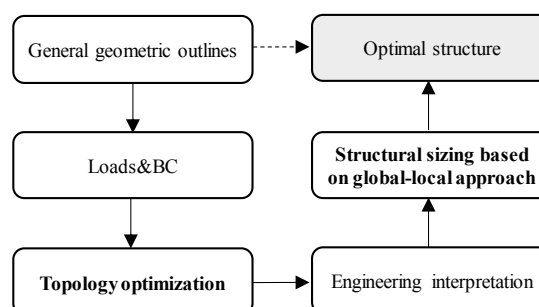 General geometric outlines
Optimal structure
Loads&BC
Structural sizing based
on global-local approach
Topology optimization
Engineering interpretation